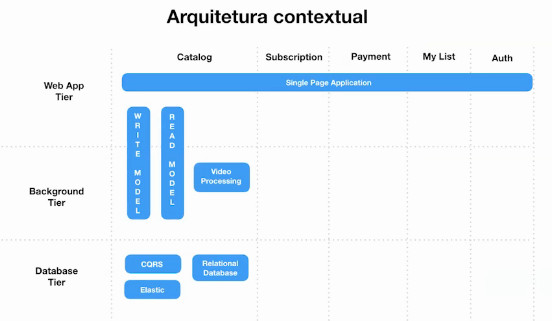 Arquitetura contextual
Catalog
Subscription
Payment
My List
Auth
Web App
Tier
Single Page Application
WRITE MODEL
READ MODEL
Video
Processing
Background
Tier
Database
Tier
CQRS
Relational
Database
Elastic